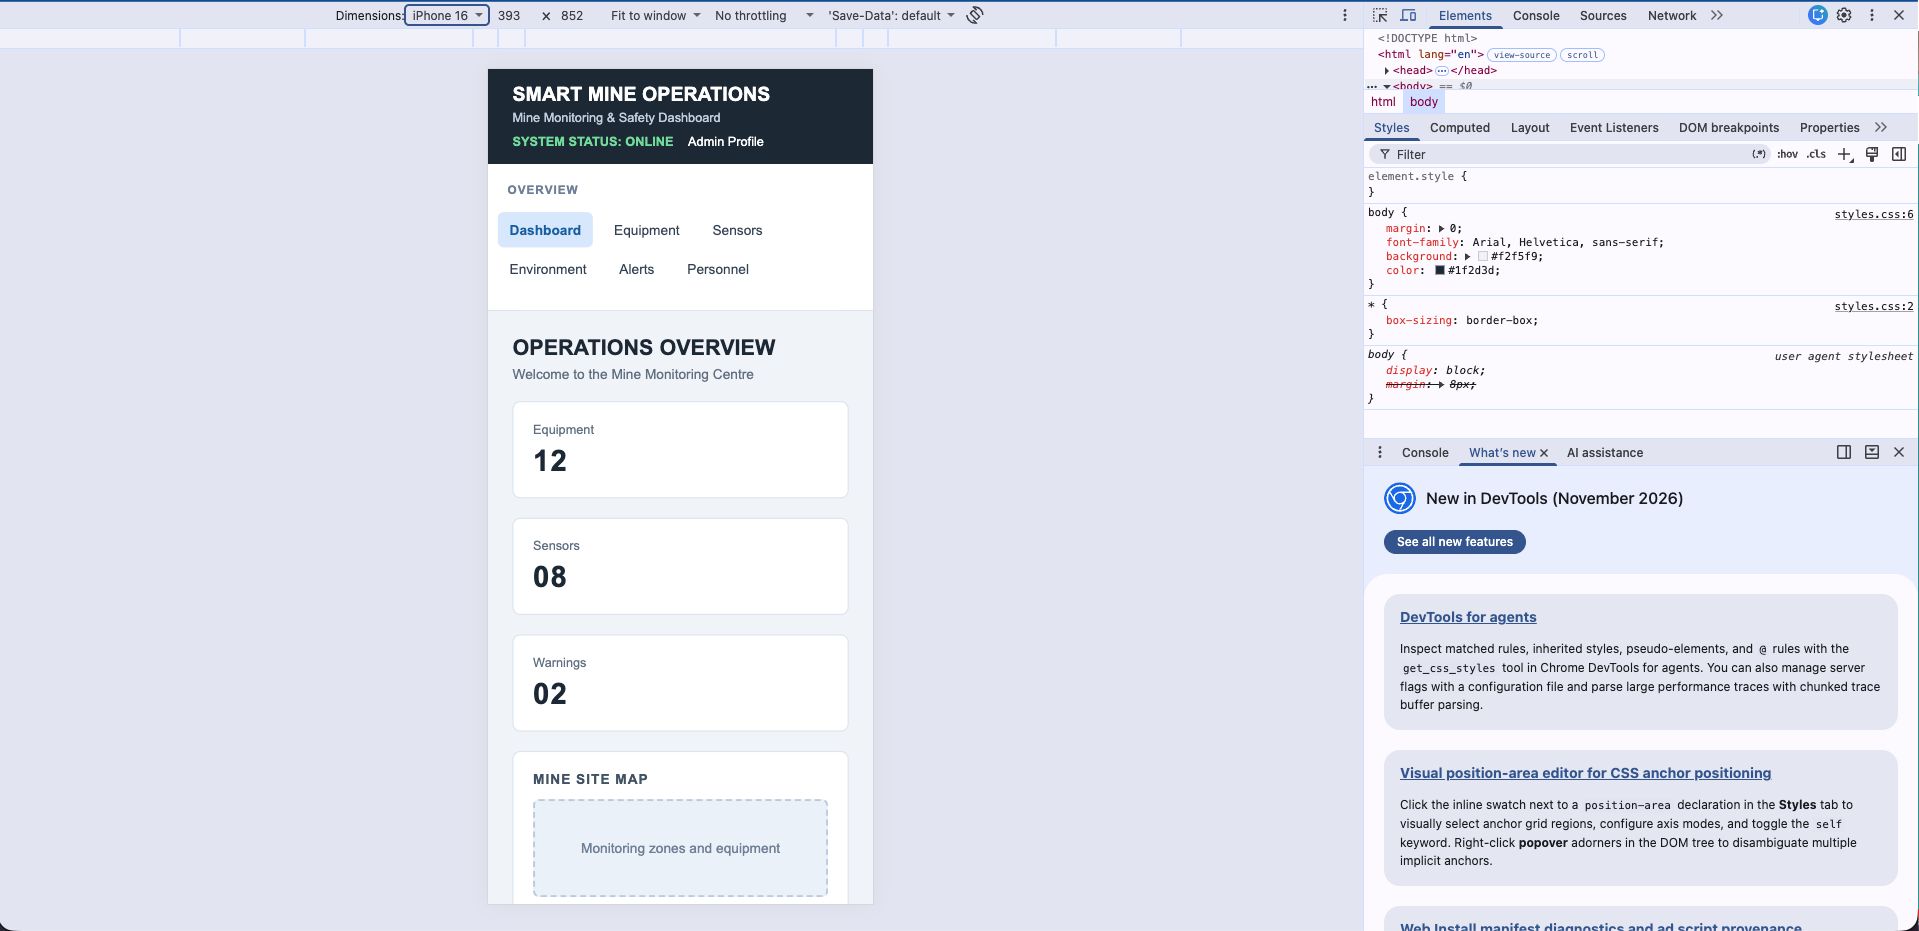 Dimensions: iPhone 16 393 × 852 Fit to window No throttling 'Save-Data': default
Elements Console Sources Network
<!DOCTYPE html>
<html lang="en"> view-source scroll
<head> ··· </head>
··· <body> == $0
html body
Styles Computed Layout Event Listeners DOM breakpoints Properties
Filter (.*) :hov .cls
element.style {
}
body { styles.css:6
margin: 0;
font-family: Arial, Helvetica, sans-serif;
background: #f2f5f9;
color: #1f2d3d;
}
* { styles.css:2
box-sizing: border-box;
}
body { user agent stylesheet
display: block;
margin: 8px;
}
Console What's new AI assistance
New in DevTools (November 2026)
See all new features
DevTools for agents
Inspect matched rules, inherited styles, pseudo-elements, and @ rules with the
get_css_styles tool in Chrome DevTools for agents. You can also manage server
flags with a configuration file and parse large performance traces with chunked trace
buffer parsing.
Visual position-area editor for CSS anchor positioning
Click the inline swatch next to a position-area declaration in the Styles tab to
visually select anchor grid regions, configure axis modes, and toggle the self
keyword. Right-click popover adorners in the DOM tree to disambiguate multiple
implicit anchors.
Web Install manifest diagnostics and ad script provenance
SMART MINE OPERATIONS
Mine Monitoring & Safety Dashboard
SYSTEM STATUS: ONLINE Admin Profile
OVERVIEW
Dashboard Equipment Sensors
Environment Alerts Personnel
OPERATIONS OVERVIEW
Welcome to the Mine Monitoring Centre
Equipment
12
Sensors
08
Warnings
02
MINE SITE MAP
Monitoring zones and equipment